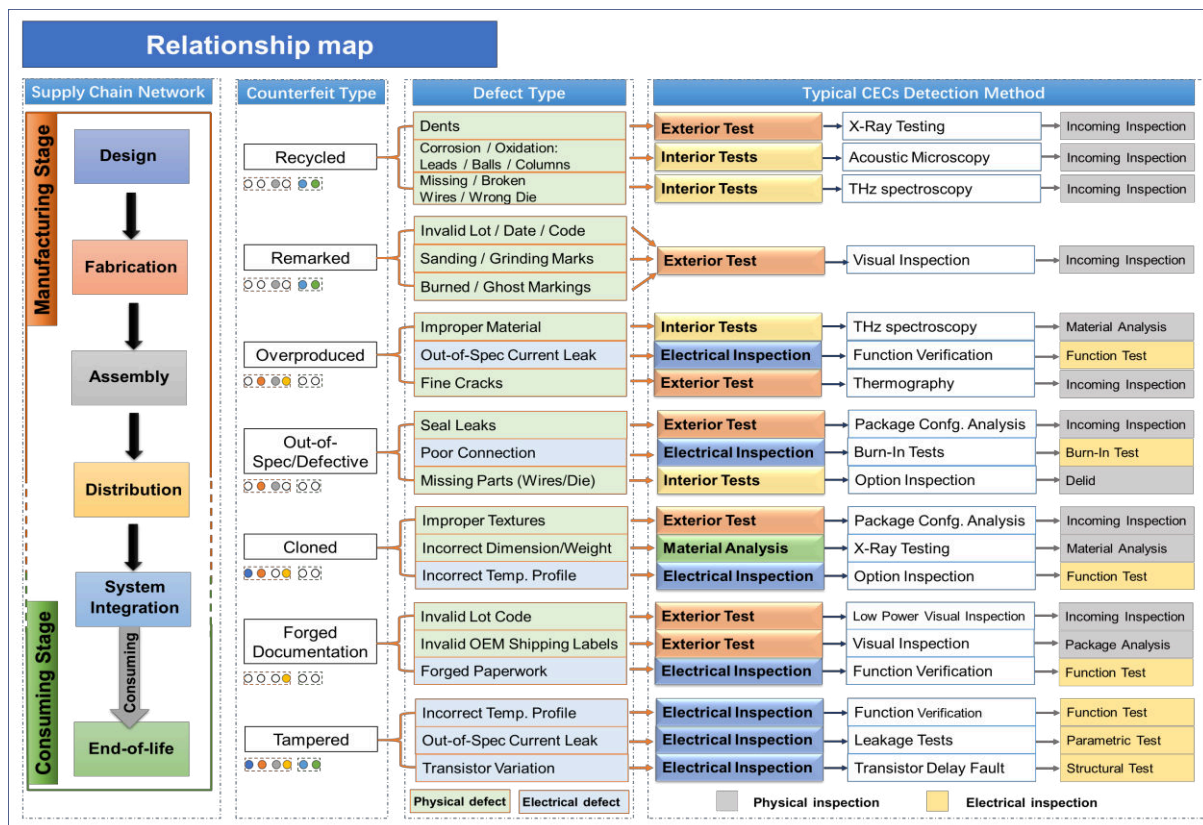 Relationship map
Supply Chain Network
Counterfeit Type
Defect Type
Typical CECs Detection Method
Manufacturing Stage
Consuming Stage
Design
Fabrication
Assembly
Distribution
System
Integration
Consuming
End-of-life
Recycled
Dents
Exterior Test
X-Ray Testing
Incoming Inspection
Corrosion / Oxidation:
Leads / Balls / Columns
Interior Tests
Acoustic Microscopy
Incoming Inspection
Missing / Broken
Wires / Wrong Die
Interior Tests
THz spectroscopy
Incoming Inspection
Remarked
Invalid Lot / Date / Code
Sanding / Grinding Marks
Burned / Ghost Markings
Exterior Test
Visual Inspection
Incoming Inspection
Overproduced
Improper Material
Interior Tests
THz spectroscopy
Material Analysis
Out-of-Spec Current Leak
Electrical Inspection
Function Verification
Function Test
Fine Cracks
Exterior Test
Thermography
Incoming Inspection
Out-of-
Spec/Defective
Seal Leaks
Exterior Test
Package Confg. Analysis
Incoming Inspection
Poor Connection
Electrical Inspection
Burn-In Tests
Burn-In Test
Missing Parts (Wires/Die)
Interior Tests
Option Inspection
Delid
Cloned
Improper Textures
Exterior Test
Package Confg. Analysis
Incoming Inspection
Incorrect Dimension/Weight
Material Analysis
X-Ray Testing
Material Analysis
Incorrect Temp. Profile
Electrical Inspection
Option Inspection
Function Test
Forged
Documentation
Invalid Lot Code
Exterior Test
Low Power Visual Inspection
Incoming Inspection
Invalid OEM Shipping Labels
Exterior Test
Visual Inspection
Package Analysis
Forged Paperwork
Electrical Inspection
Function Verification
Function Test
Tampered
Incorrect Temp. Profile
Electrical Inspection
Function Verification
Function Test
Out-of-Spec Current Leak
Electrical Inspection
Leakage Tests
Parametric Test
Transistor Variation
Electrical Inspection
Transistor Delay Fault
Structural Test
Physical defect
Electrical defect
Physical inspection
Electrical inspection